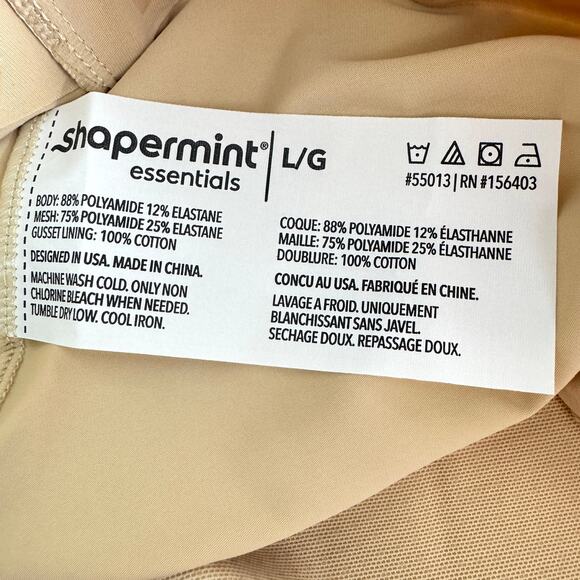 shapermint®
essentials
L/G
#55013 | RN #156403
BODY: 88% POLYAMIDE 12% ELASTANE
MESH: 75% POLYAMIDE 25% ELASTANE
GUSSET LINING: 100% COTTON
DESIGNED IN USA. MADE IN CHINA.
MACHINE WASH COLD. ONLY NON
CHLORINE BLEACH WHEN NEEDED.
TUMBLE DRY LOW. COOL IRON.
COQUE: 88% POLYAMIDE 12% ÉLASTHANNE
MAILLE: 75% POLYAMIDE 25% ÉLASTHANNE
DOUBLURE: 100% COTTON
CONCU AU USA. FABRIQUÉ EN CHINE.
LAVAGE A FROID. UNIQUEMENT
BLANCHISSANT SANS JAVEL.
SECHAGE DOUX. REPASSAGE DOUX.